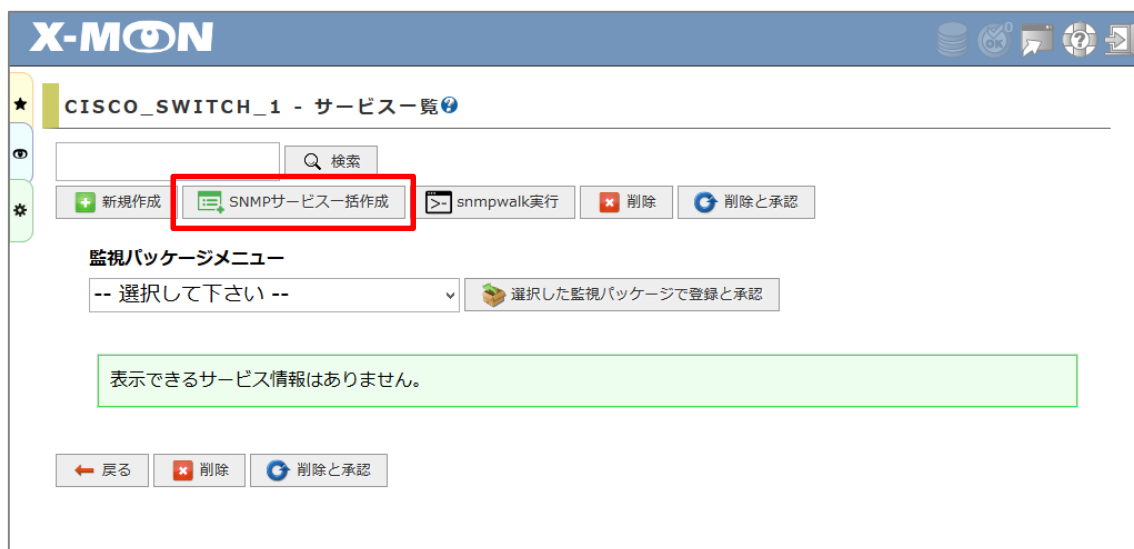 X-MON
OK 0
CISCO_SWITCH_1 - サービス一覧?
検索
新規作成 SNMPサービス一括作成 snmpwalk実行 削除 削除と承認
監視パッケージメニュー
-- 選択して下さい -- 選択した監視パッケージで登録と承認
表示できるサービス情報はありません。
戻る 削除 削除と承認